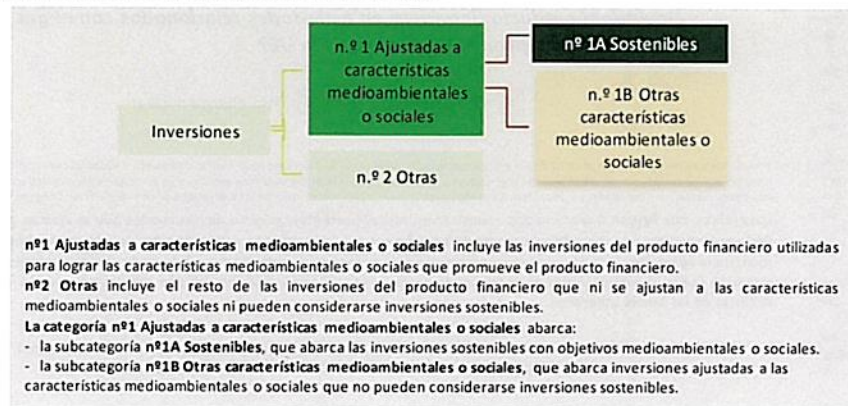 Inversiones
n.º 1 Ajustadas a
características
medioambientales
o sociales
n.º 2 Otras
nº 1A Sostenibles
n.º 1B Otras
características
medioambientales o
sociales
nº1 Ajustadas a características medioambientales o sociales incluye las inversiones del producto financiero utilizadas
para lograr las características medioambientales o sociales que promueve el producto financiero.
nº2 Otras incluye el resto de las inversiones del producto financiero que ni se ajustan a las características
medioambientales o sociales ni pueden considerarse inversiones sostenibles.
La categoría nº1 Ajustadas a características medioambientales o sociales abarca:
- la subcategoría nº1A Sostenibles, que abarca las inversiones sostenibles con objetivos medioambientales o sociales.
- la subcategoría nº1B Otras características medioambientales o sociales, que abarca inversiones ajustadas a las
características medioambientales o sociales que no pueden considerarse inversiones sostenibles.